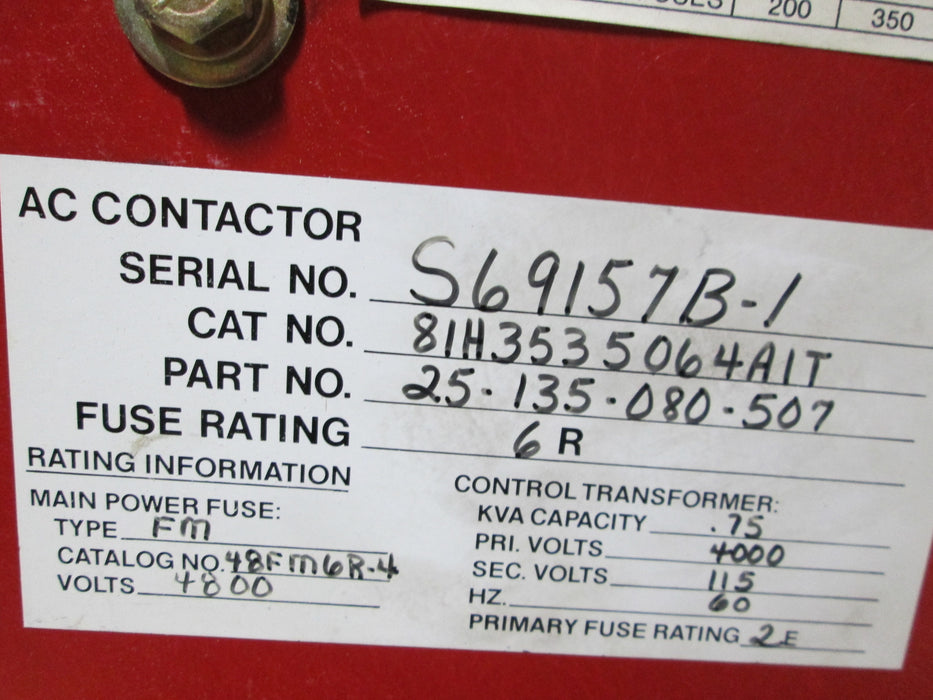 200 350
AC CONTACTOR
SERIAL NO. S69157B-1
CAT NO. 81H3535064A1T
PART NO. 25-135-080-507
FUSE RATING 6R
RATING INFORMATION
MAIN POWER FUSE:
TYPE FM
CATALOG NO. 48FM6R-4
VOLTS 4800
CONTROL TRANSFORMER:
KVA CAPACITY .75
PRI. VOLTS 4000
SEC. VOLTS 115
HZ. 60
PRIMARY FUSE RATING 2E